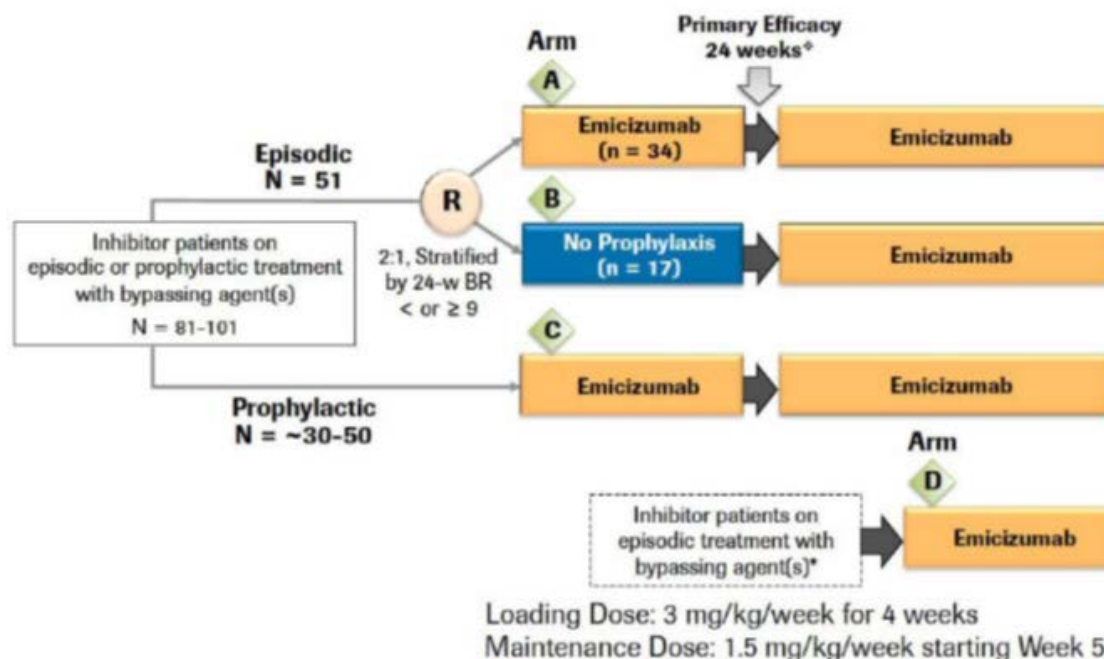 Primary Efficacy
24 weeks*
Arm
A
Emicizumab
(n = 34)
Emicizumab
Episodic
N = 51
R
B
No Prophylaxis
(n = 17)
Emicizumab
Inhibitor patients on
episodic or prophylactic treatment
with bypassing agent(s)
N = 81-101
2:1, Stratified
by 24-w BR
< or ≥ 9
C
Emicizumab
Emicizumab
Prophylactic
N = ~30-50
Arm
D
Inhibitor patients on
episodic treatment with
bypassing agent(s)*
Emicizumab
Loading Dose: 3 mg/kg/week for 4 weeks
Maintenance Dose: 1.5 mg/kg/week starting Week 5